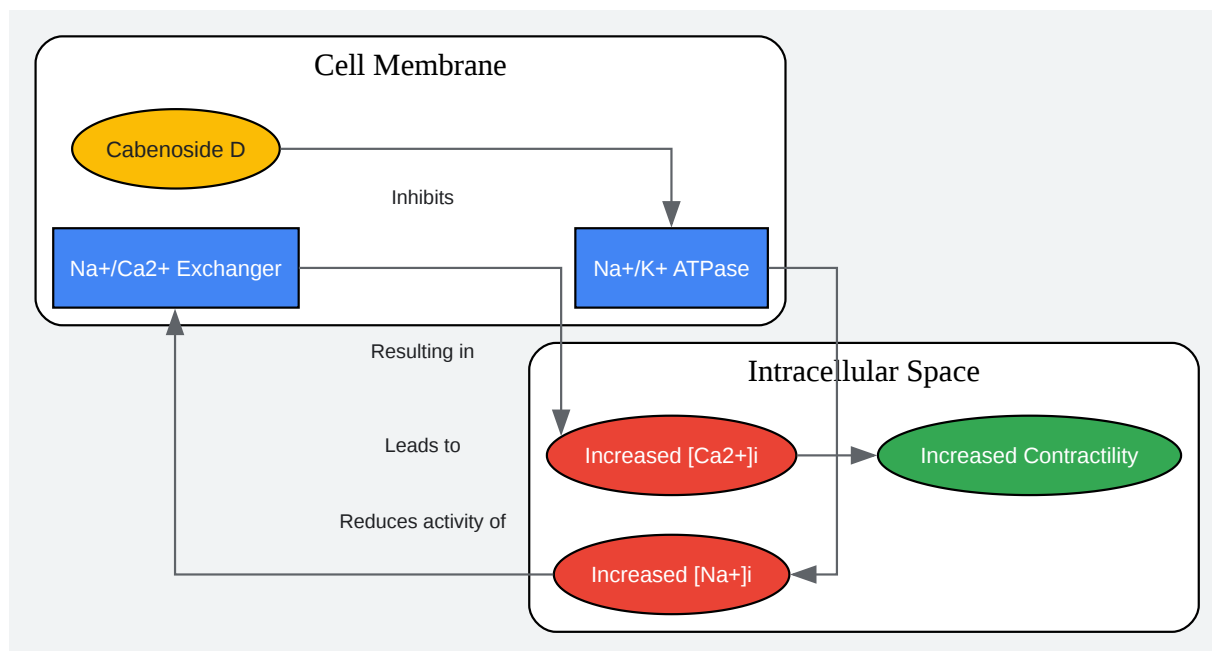 Cell Membrane
Cabenoside D
Inhibits
Na+/Ca2+ Exchanger
Na+/K+ ATPase
Resulting in
Intracellular Space
Leads to
Increased [Ca2+]i
Increased Contractility
Reduces activity of
Increased [Na+]i